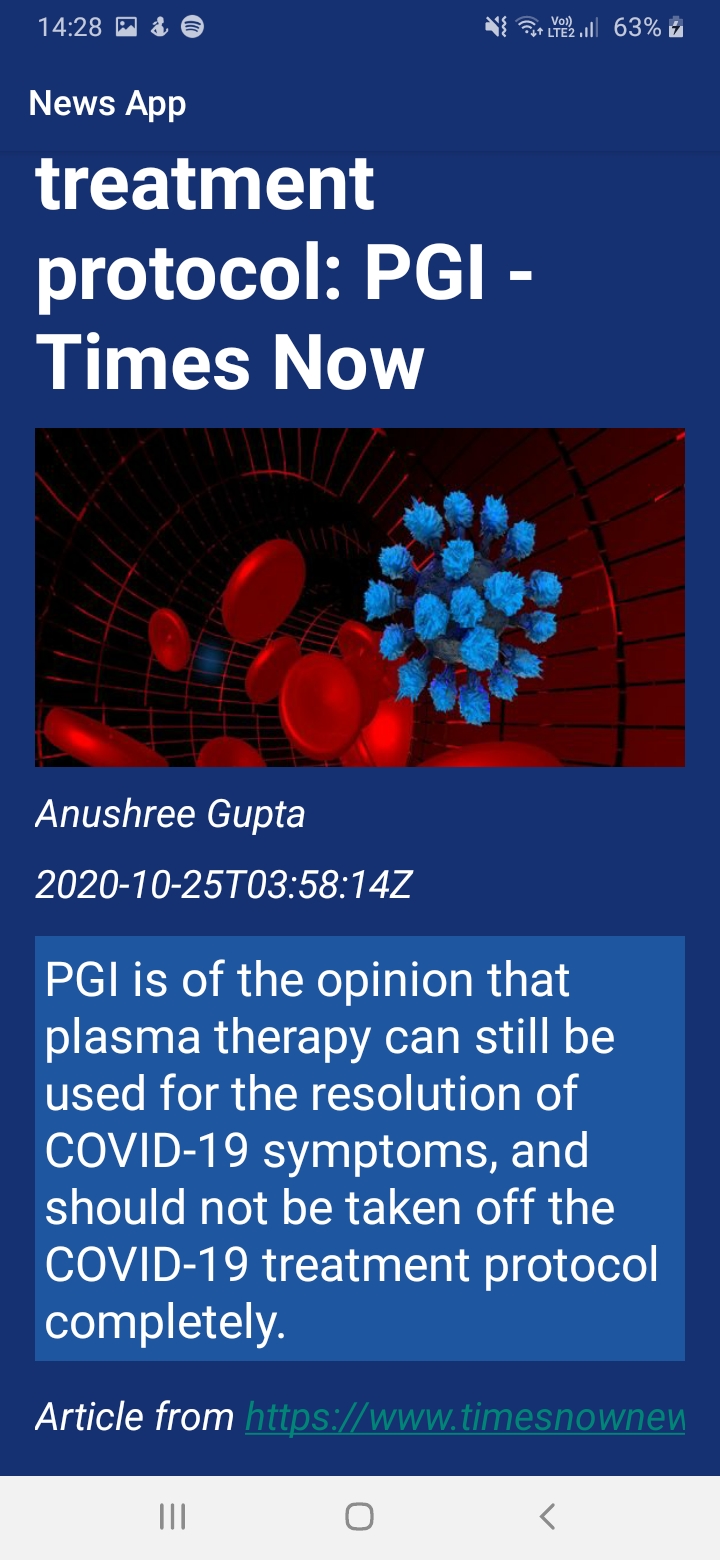 14:28 Vo) LTE2 63%
News App
treatment
protocol: PGI -
Times Now
Anushree Gupta
2020-10-25T03:58:14Z
PGI is of the opinion that
plasma therapy can still be
used for the resolution of
COVID-19 symptoms, and
should not be taken off the
COVID-19 treatment protocol
completely.
Article from https://www.timesnownew